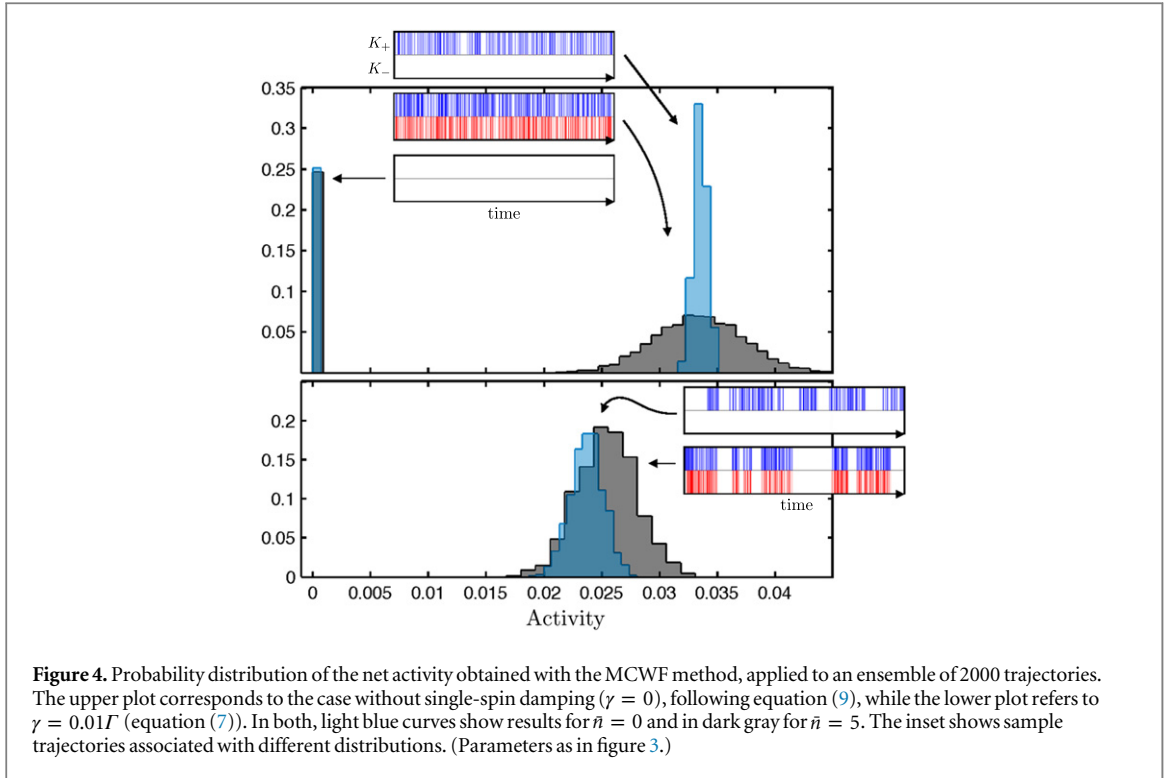 K₊
K₋
time
0.35
0.3
0.25
0.2
0.15
0.1
0.05
0.2
0.15
0.1
0.05
0
time
0 0.005 0.01 0.015 0.02 0.025 0.03 0.035 0.04
Activity
Figure 4. Probability distribution of the net activity obtained with the MCWF method, applied to an ensemble of 2000 trajectories.
The upper plot corresponds to the case without single-spin damping (γ = 0), following equation (9), while the lower plot refers to
γ = 0.01Γ (equation (7)). In both, light blue curves show results for n̄ = 0 and in dark gray for n̄ = 5. The inset shows sample
trajectories associated with different distributions. (Parameters as in figure 3.)